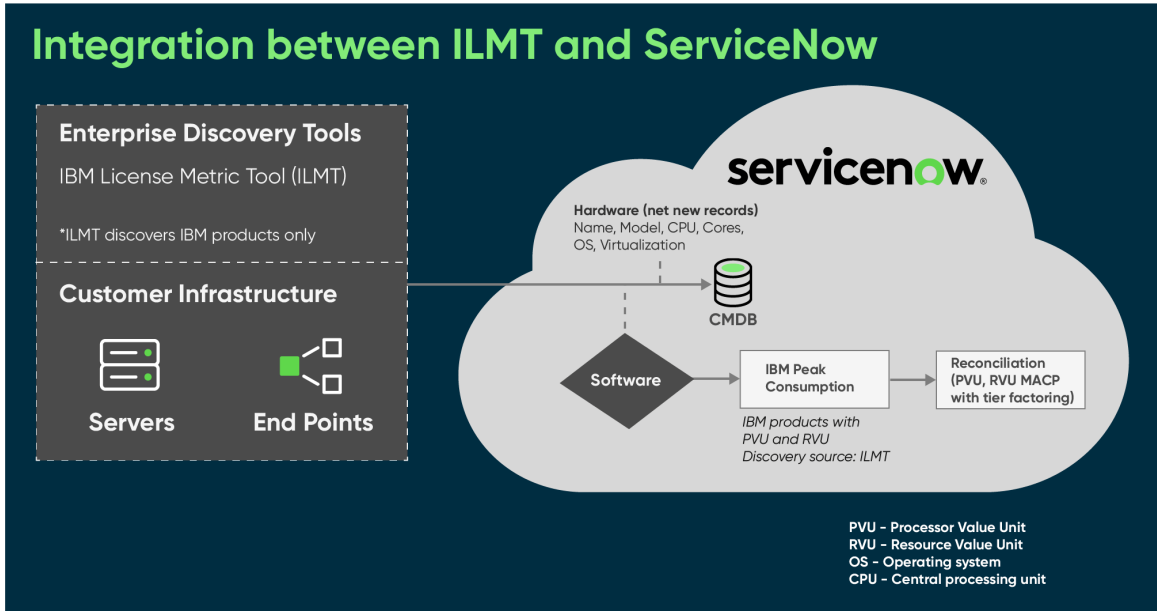 Integration between ILMT and ServiceNow
Enterprise Discovery Tools
IBM License Metric Tool (ILMT)
*ILMT discovers IBM products only
Customer Infrastructure
Servers
End Points
servicenow®
Hardware (net new records)
Name, Model, CPU, Cores,
OS, Virtualization
CMDB
Software
IBM Peak
Consumption
IBM products with
PVU and RVU
Discovery source: ILMT
Reconciliation
(PVU, RVU MACP
with tier factoring)
PVU - Processor Value Unit
RVU - Resource Value Unit
OS - Operating system
CPU - Central processing unit